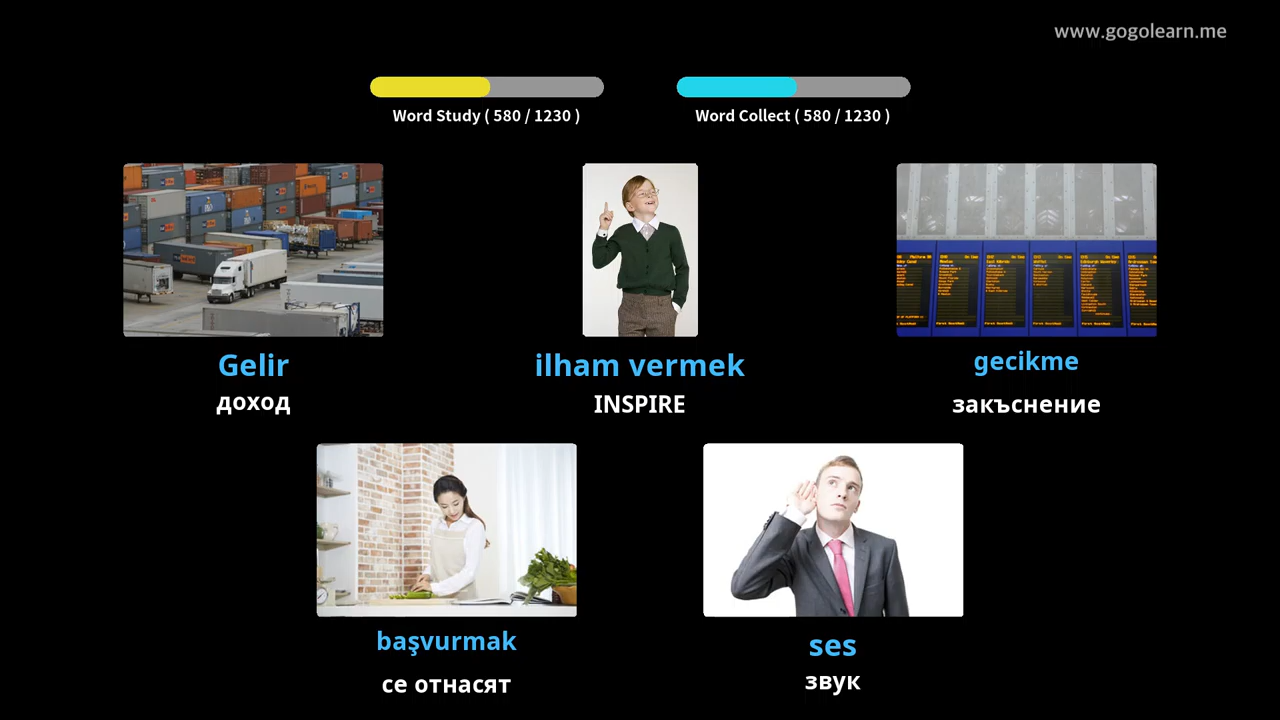 www.gogolearn.me
Word Study ( 580 / 1230 )
Word Collect ( 580 / 1230 )
Gelir
доход
ilham vermek
INSPIRE
gecikme
закъснение
başvurmak
се отнасят
ses
звук